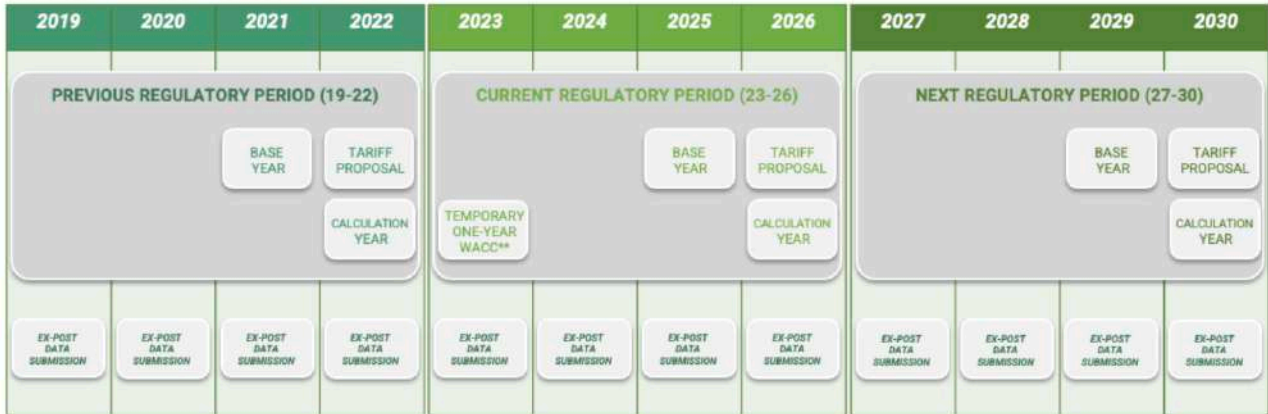 2019 2020 2021 2022 2023 2024 2025 2026 2027 2028 2029 2030
PREVIOUS REGULATORY PERIOD (19-22)
CURRENT REGULATORY PERIOD (23-26)
NEXT REGULATORY PERIOD (27-30)
BASE
YEAR
TARIFF
PROPOSAL
BASE
YEAR
TARIFF
PROPOSAL
BASE
YEAR
TARIFF
PROPOSAL
CALCULATION
YEAR
TEMPORARY
ONE-YEAR
WACC**
CALCULATION
YEAR
CALCULATION
YEAR
EX-POST
DATA
SUBMISSION
EX-POST
DATA
SUBMISSION
EX-POST
DATA
SUBMISSION
EX-POST
DATA
SUBMISSION
EX-POST
DATA
SUBMISSION
EX-POST
DATA
SUBMISSION
EX-POST
DATA
SUBMISSION
EX-POST
DATA
SUBMISSION
EX-POST
DATA
SUBMISSION
EX-POST
DATA
SUBMISSION
EX-POST
DATA
SUBMISSION
EX-POST
DATA
SUBMISSION